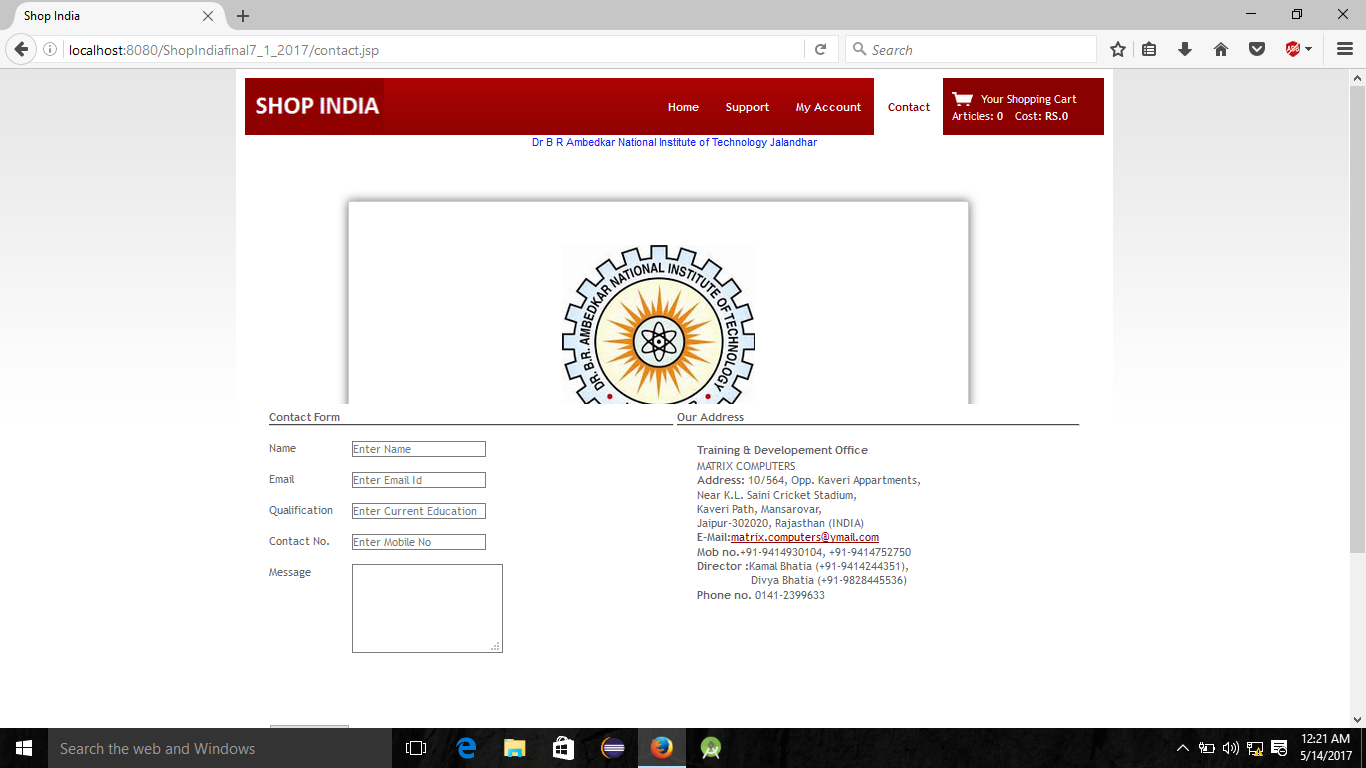 Shop India
localhost:8080/ShopIndiafinal7_1_2017/contact.jsp
Search
SHOP INDIA
Home
Support
My Account
Contact
Your Shopping Cart
Articles: 0 Cost: RS.0
Dr B R Ambedkar National Institute of Technology Jalandhar
DR. B.R. AMBEDKAR NATIONAL INSTITUTE OF TECHNOLOGY
Contact Form
Name
Enter Name
Email
Enter Email Id
Qualification
Enter Current Education
Contact No.
Enter Mobile No
Message
Our Address
Training & Developement Office
MATRIX COMPUTERS
Address: 10/564, Opp. Kaveri Appartments,
Near K.L. Saini Cricket Stadium,
Kaveri Path, Mansarovar,
Jaipur-302020, Rajasthan (INDIA)
E-Mail:matrix.computers@ymail.com
Mob no.+91-9414930104, +91-9414752750
Director :Kamal Bhatia (+91-9414244351),
Divya Bhatia (+91-9828445536)
Phone no. 0141-2399633
Search the web and Windows
12:21 AM
5/14/2017